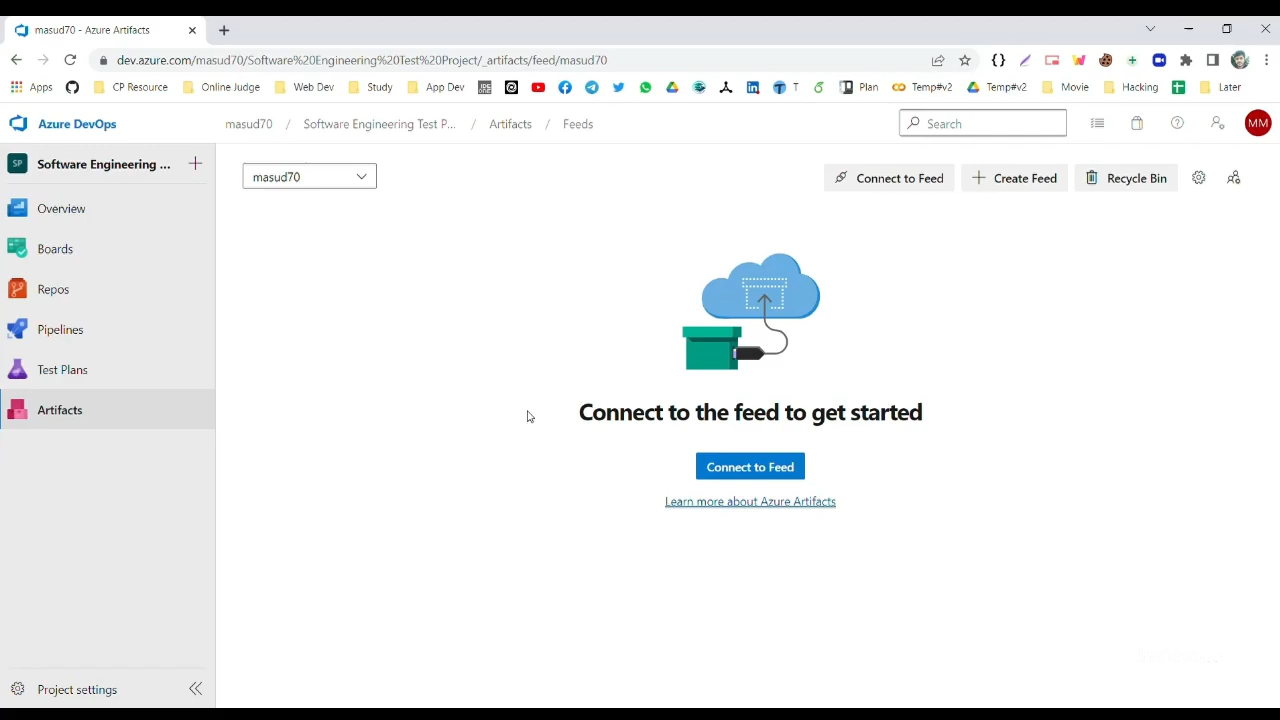 masud70 - Azure Artifacts
dev.azure.com/masud70/Software%20Engineering%20Test%20Project/_artifacts/feed/masud70
Apps CP Resource Online Judge Web Dev Study App Dev T Plan Temp#v2 Temp#v2 Movie Hacking Later
Azure DevOps masud70 / Software Engineering Test P... / Artifacts / Feeds Search MM
SP Software Engineering ...
masud70 Connect to Feed Create Feed Recycle Bin
Overview
Boards
Repos
Pipelines
Test Plans
Artifacts
Connect to the feed to get started
Connect to Feed
Learn more about Azure Artifacts
Project settings